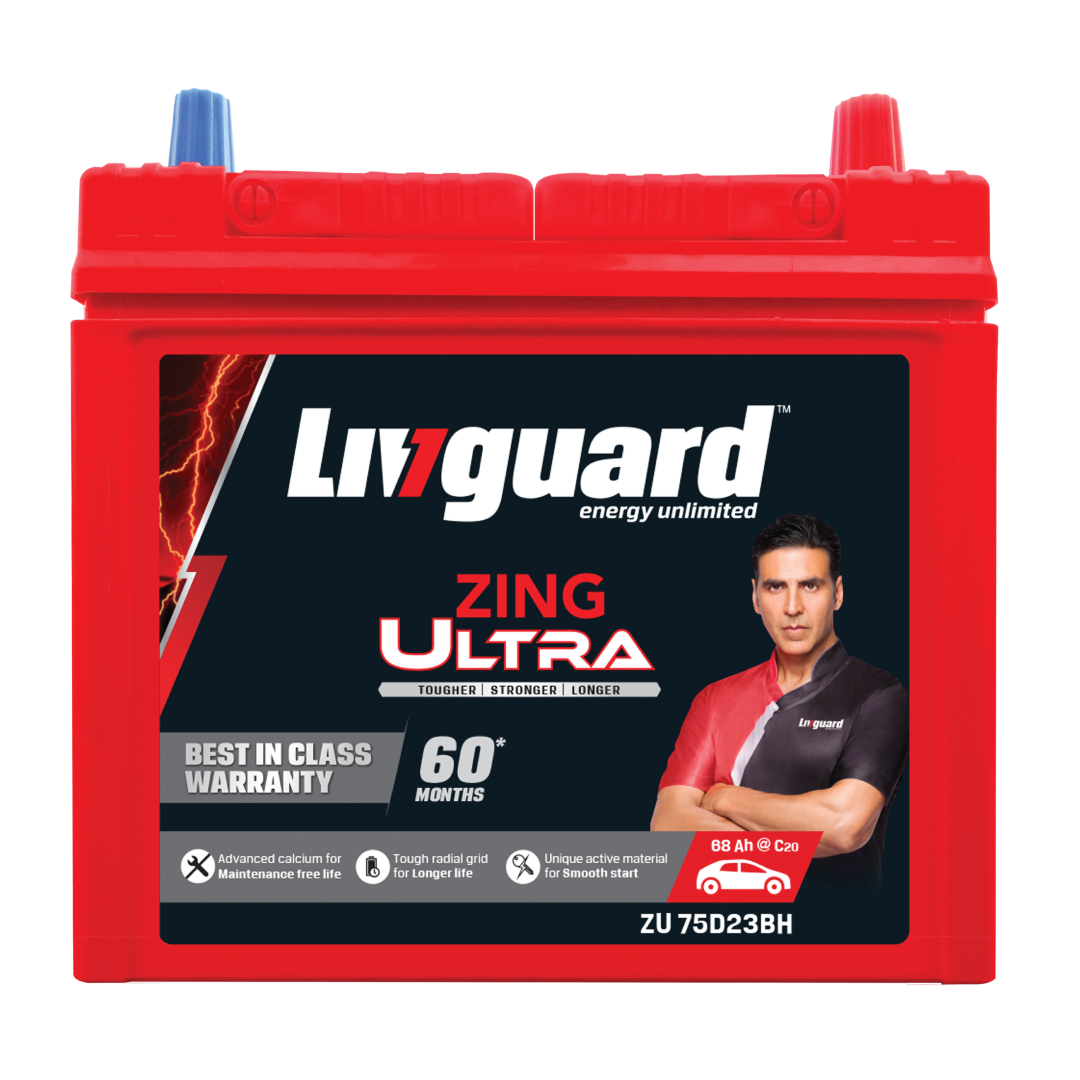 Livguard™
energy unlimited
ZING
ULTRA
TOUGHER | STRONGER | LONGER
BEST IN CLASS
WARRANTY
60*
MONTHS
Livguard
Advanced calcium for
Maintenance free life
Tough radial grid
for Longer life
Unique active material
for Smooth start
68 Ah @ C20
ZU 75D23BH